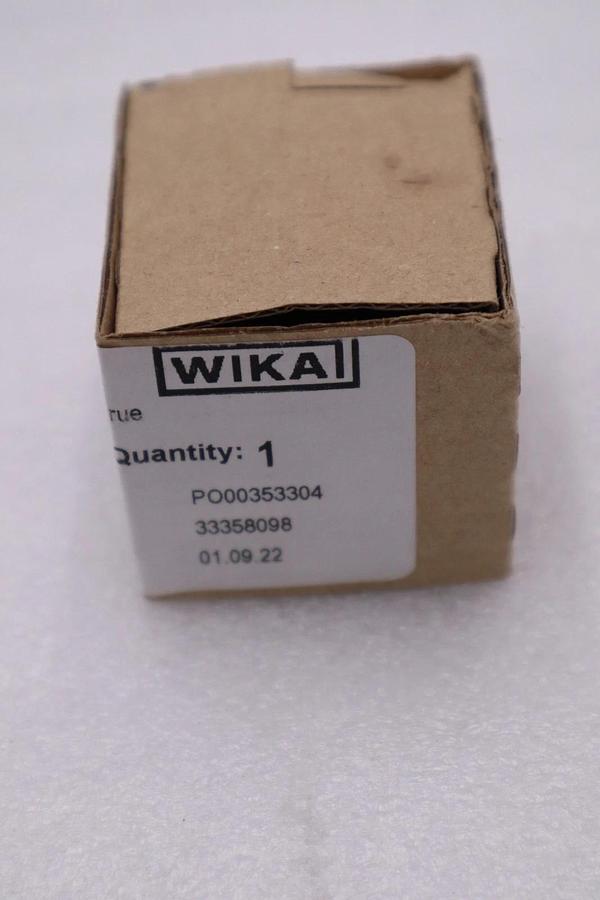 WIKA
rue
Quantity: 1
PO00353304
33358098
01.09.22